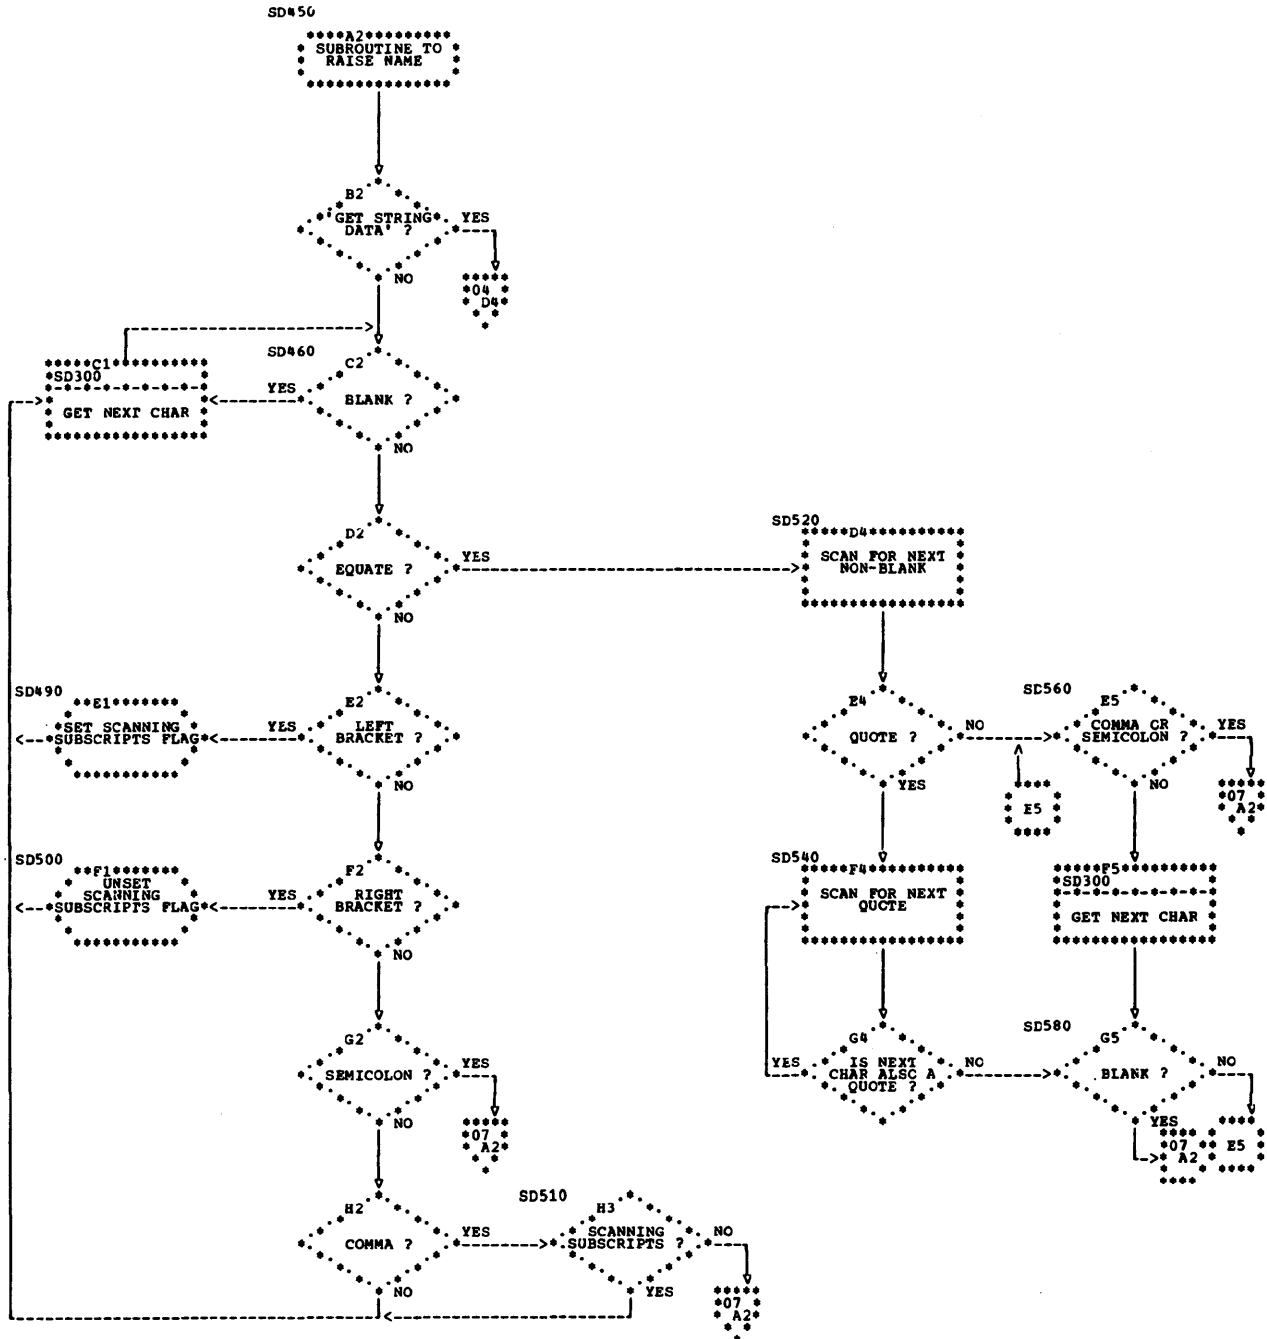 SD450
A2
SUBROUTINE TO
RAISE NAME
B2
'GET STRING
DATA' ?
YES
NO
04
D4
SD460
C1
SD300
GET NEXT CHAR
YES
C2
BLANK ?
NO
D2
EQUATE ?
YES
NO
SD520
D4
SCAN FOR NEXT
NON-BLANK
SD490
E1
SET SCANNING
SUBSCRIPTS FLAG
YES
E2
LEFT
BRACKET ?
NO
E4
QUOTE ?
NO
YES
SD560
E5
COMMA OR
SEMICOLON ?
YES
NO
E5
07
A2
SD500
F1
UNSET
SCANNING
SUBSCRIPTS FLAG
YES
F2
RIGHT
BRACKET ?
NO
SD540
F4
SCAN FOR NEXT
QUOTE
F5
SD300
GET NEXT CHAR
G2
SEMICOLON ?
YES
NO
07
A2
YES
G4
IS NEXT
CHAR ALSO A
QUOTE ?
NO
SD580
G5
BLANK ?
NO
YES
07
A2
E5
H2
COMMA ?
YES
NO
SD510
H3
SCANNING
SUBSCRIPTS ?
NO
YES
07
A2